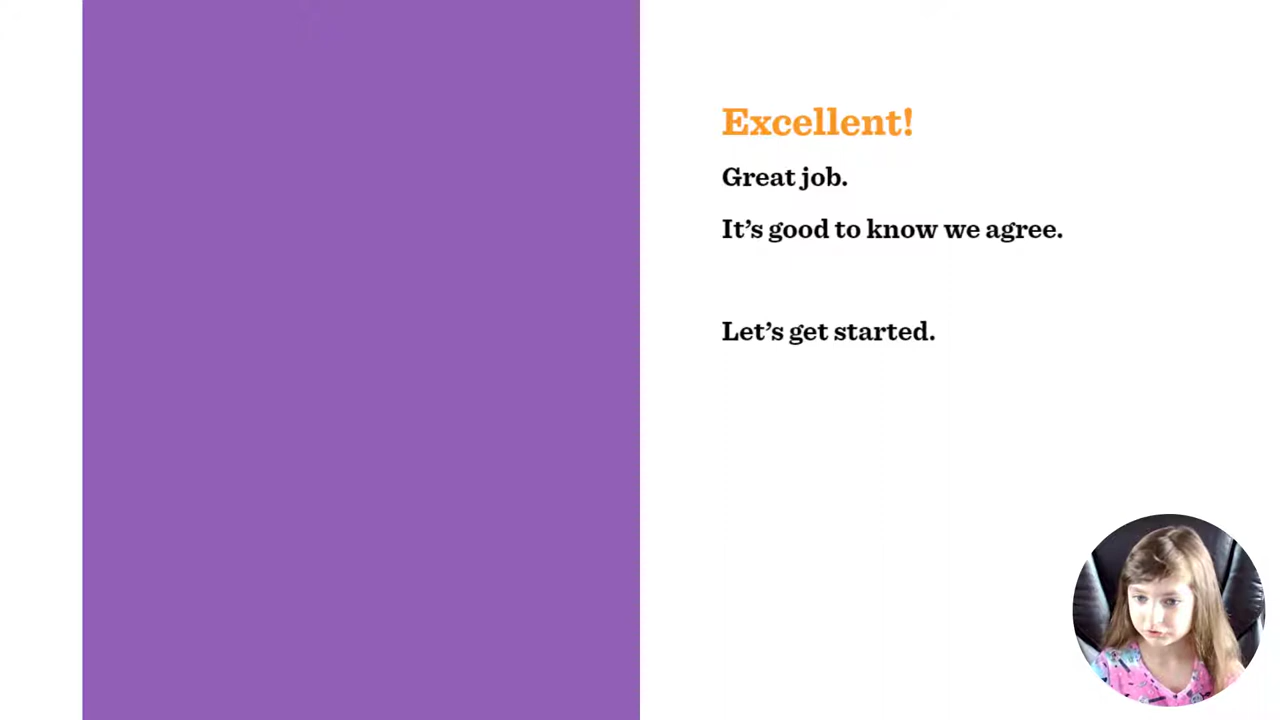 Excellent!
Great job.
It’s good to know we agree.
Let’s get started.